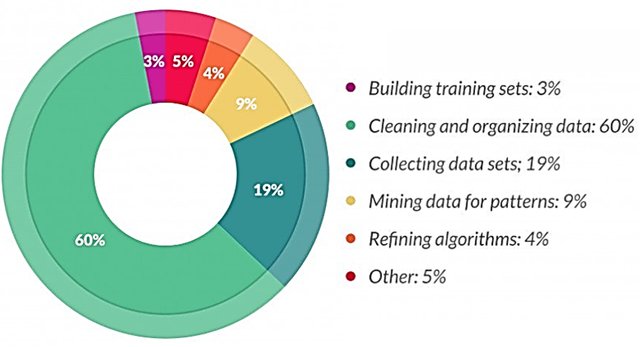 3%
5%
4%
9%
19%
60%
Building training sets: 3%
Cleaning and organizing data: 60%
Collecting data sets; 19%
Mining data for patterns: 9%
Refining algorithms: 4%
Other: 5%